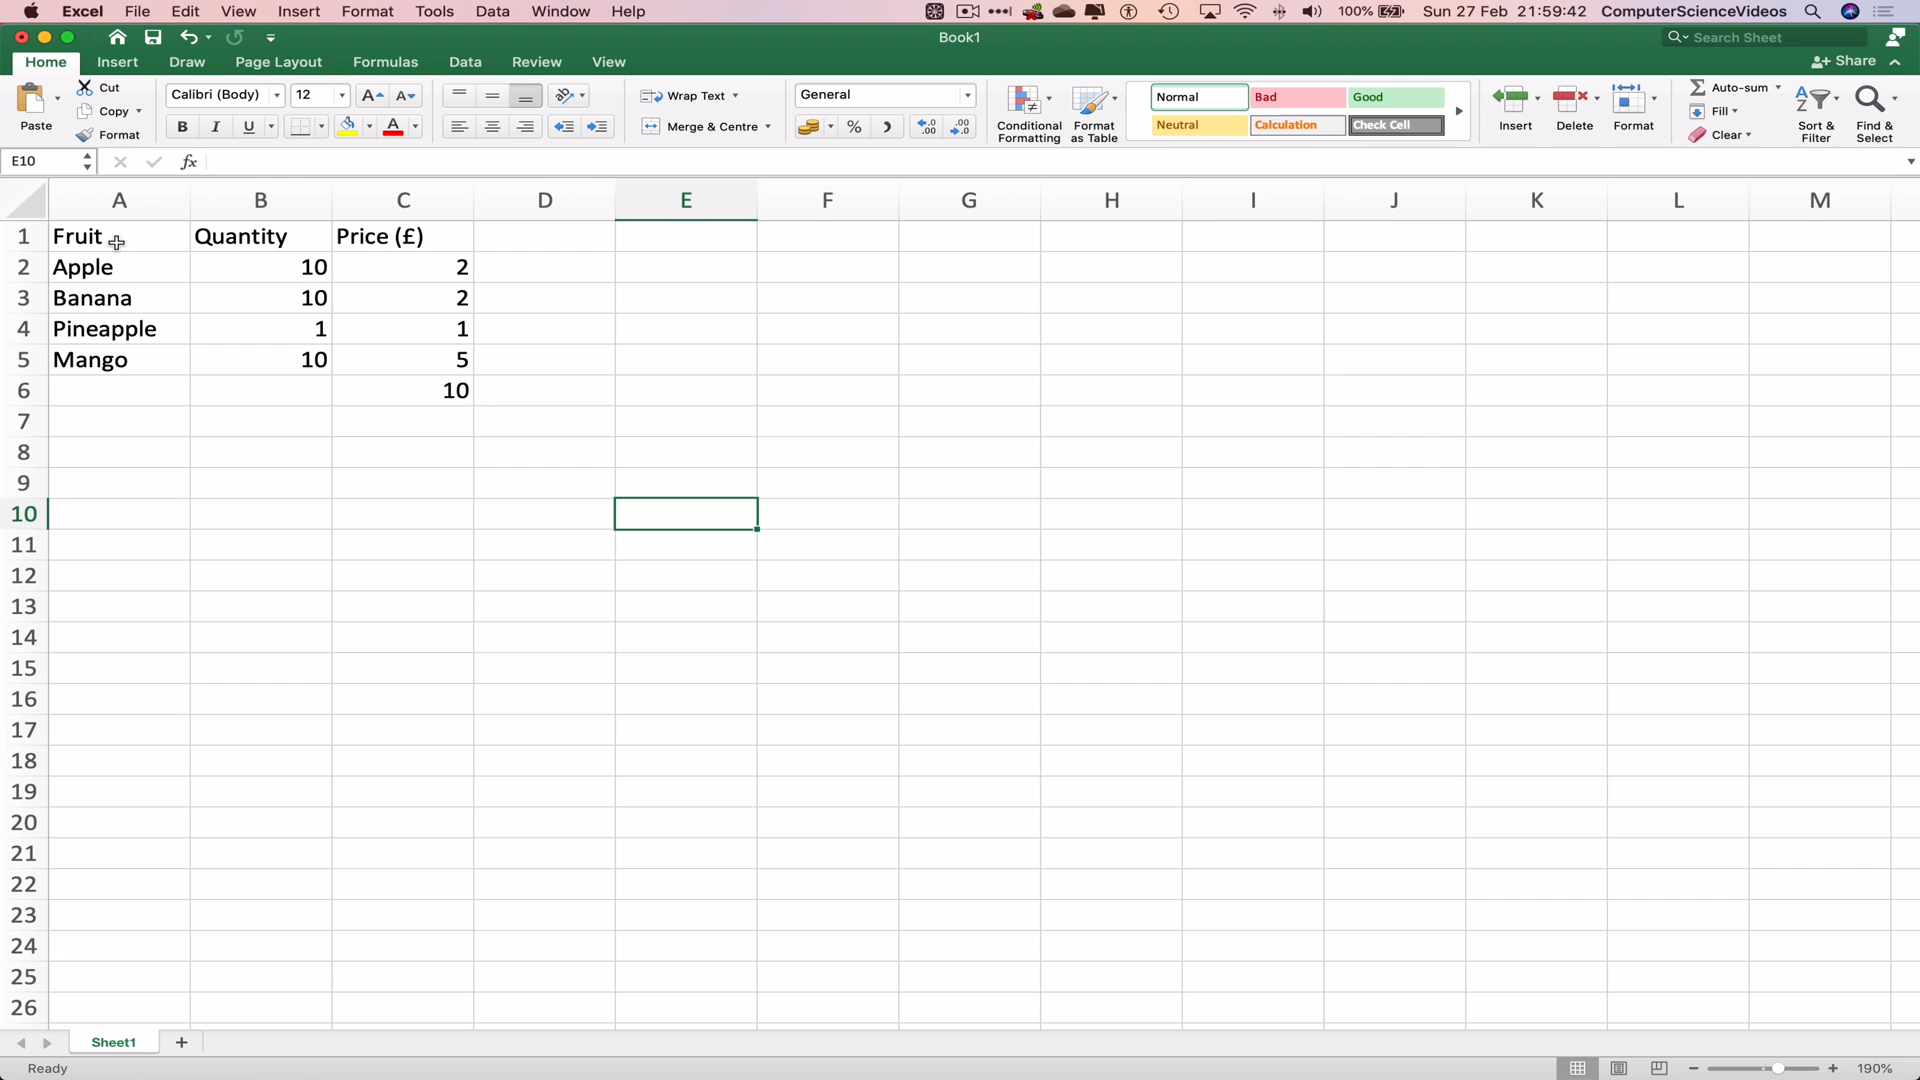 Excel File Edit View Insert Format Tools Data Window Help 100% Sun 27 Feb 21:59:42 ComputerScienceVideos
Book1 Search Sheet
Home Insert Draw Page Layout Formulas Data Review View Share
Paste Cut Copy Format
Calibri (Body) 12 A A
B I U A
ab Wrap Text
Merge & Centre
General
% .00
Conditional Formatting
Format as Table
Normal Bad Good
Neutral Calculation Check Cell
Insert Delete Format
Auto-sum
Fill
Clear
Sort & Filter
Find & Select
E10 fx
A B C D E F G H I J K L M
1 Fruit Quantity Price (£)
2 Apple 10 2
3 Banana 10 2
4 Pineapple 1 1
5 Mango 10 5
6 10
7
8
9
10
11
12
13
14
15
16
17
18
19
20
21
22
23
24
25
26
Sheet1
Ready 190%